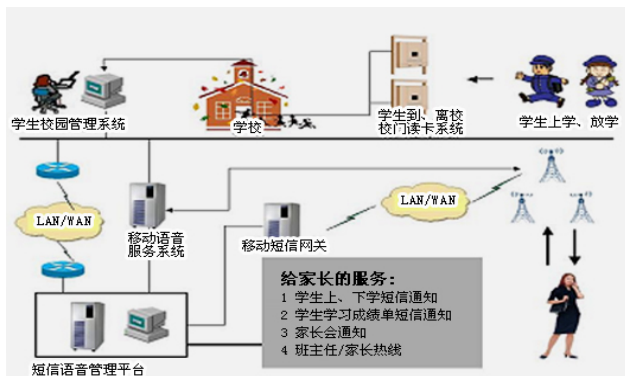 学生校园管理系统
学校
学生到、离校
校门读卡系统
学生上学、放学
LAN/WAN
移动语音
服务系统
移动短信网关
LAN/WAN
给家长的服务：
1 学生上、下学短信通知
2 学生学习成绩单短信通知
3 家长会通知
4 班主任/家长热线
短信语音管理平台